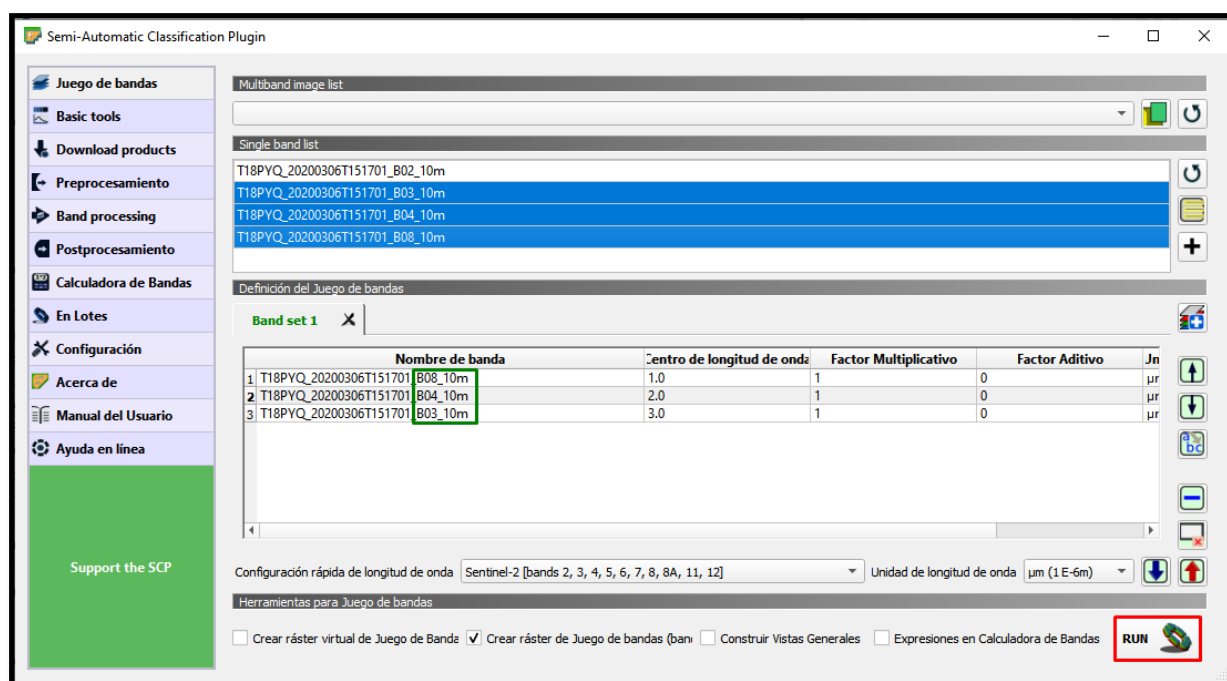 Semi-Automatic Classification Plugin
Juego de bandas
Basic tools
Download products
Preprocesamiento
Band processing
Postprocesamiento
Calculadora de Bandas
En Lotes
Configuración
Acerca de
Manual del Usuario
Ayuda en línea
Support the SCP
Multiband image list
Single band list
T18PYQ_20200306T151701_B02_10m
T18PYQ_20200306T151701_B03_10m
T18PYQ_20200306T151701_B04_10m
T18PYQ_20200306T151701_B08_10m
Definición del Juego de bandas
Band set 1
Nombre de banda Centro de longitud de onda Factor Multiplicativo Factor Aditivo
1 T18PYQ_20200306T151701_B08_10m 1.0 1 0 µr
2 T18PYQ_20200306T151701_B04_10m 2.0 1 0 µr
3 T18PYQ_20200306T151701_B03_10m 3.0 1 0 µr
Configuración rápida de longitud de onda Sentinel-2 [bands 2, 3, 4, 5, 6, 7, 8, 8A, 11, 12] Unidad de longitud de onda µm (1E-6m)
Herramientas para Juego de bandas
Crear ráster virtual de Juego de Banda Crear ráster de Juego de bandas (ban Construir Vistas Generales Expresiones en Calculadora de Bandas RUN